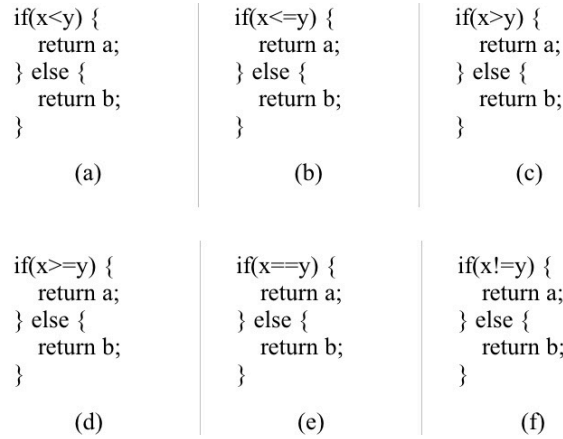 if(x<y) {
return a;
} else {
return b;
}
(a)
if(x<=y) {
return a;
} else {
return b;
}
(b)
if(x>y) {
return a;
} else {
return b;
}
(c)
if(x>=y) {
return a;
} else {
return b;
}
(d)
if(x==y) {
return a;
} else {
return b;
}
(e)
if(x!=y) {
return a;
} else {
return b;
}
(f)